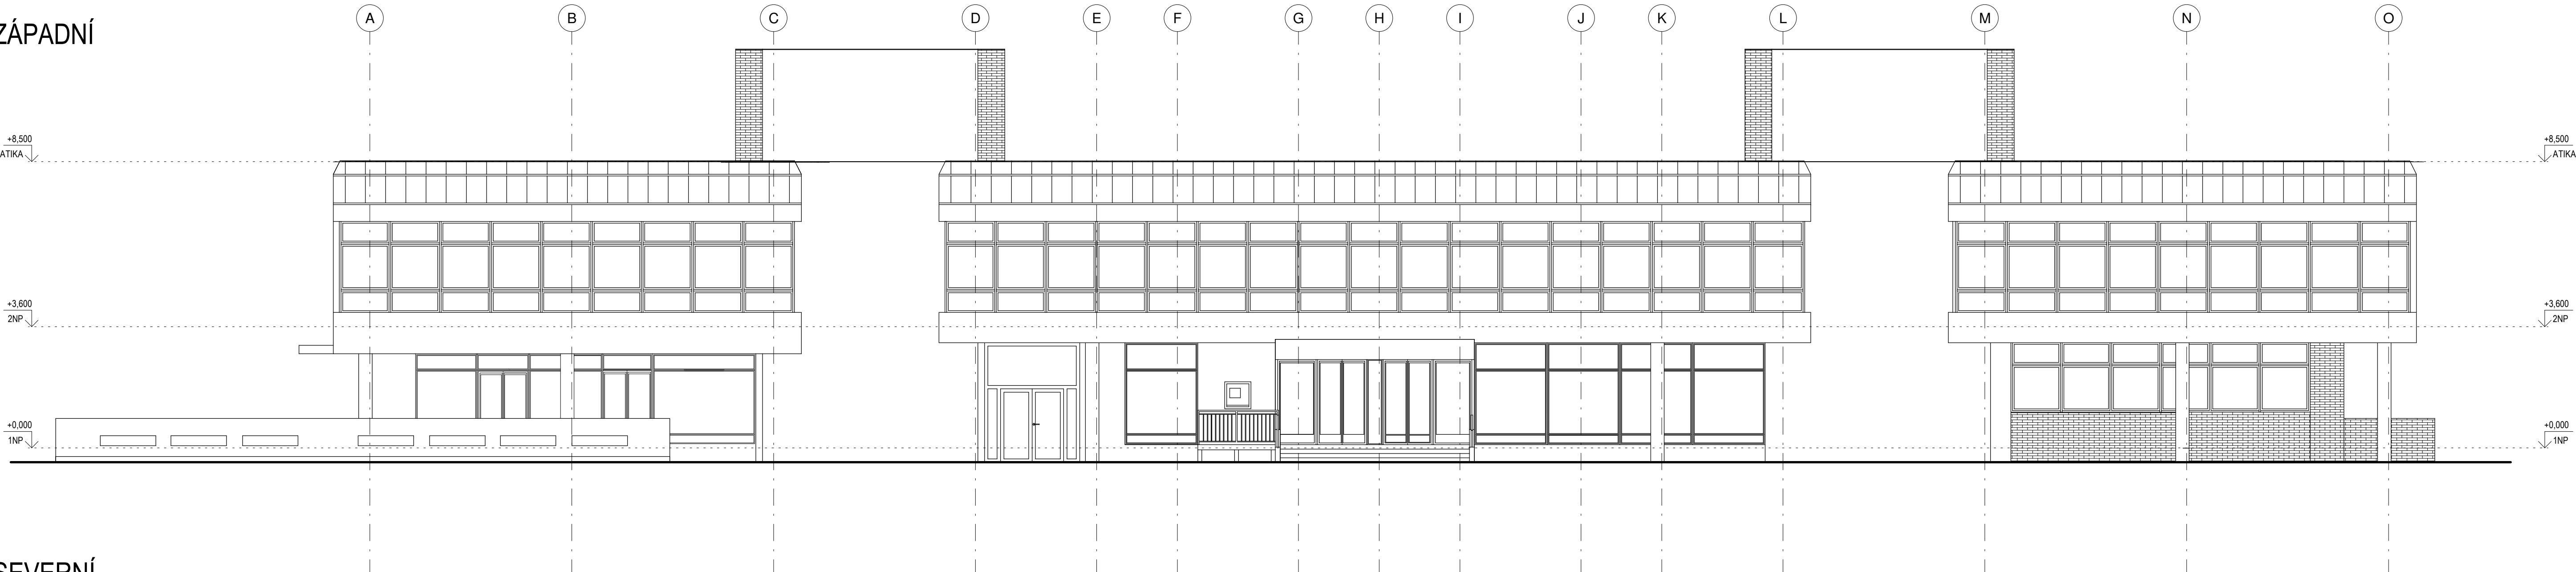 A B C D E F G H I J K L M N O
ZÁPADNÍ
+8,500
ATIKA
+8,500
ATIKA
+3,600
2NP
+3,600
2NP
+0,000
1NP
+0,000
1NP
SEVERNÍ